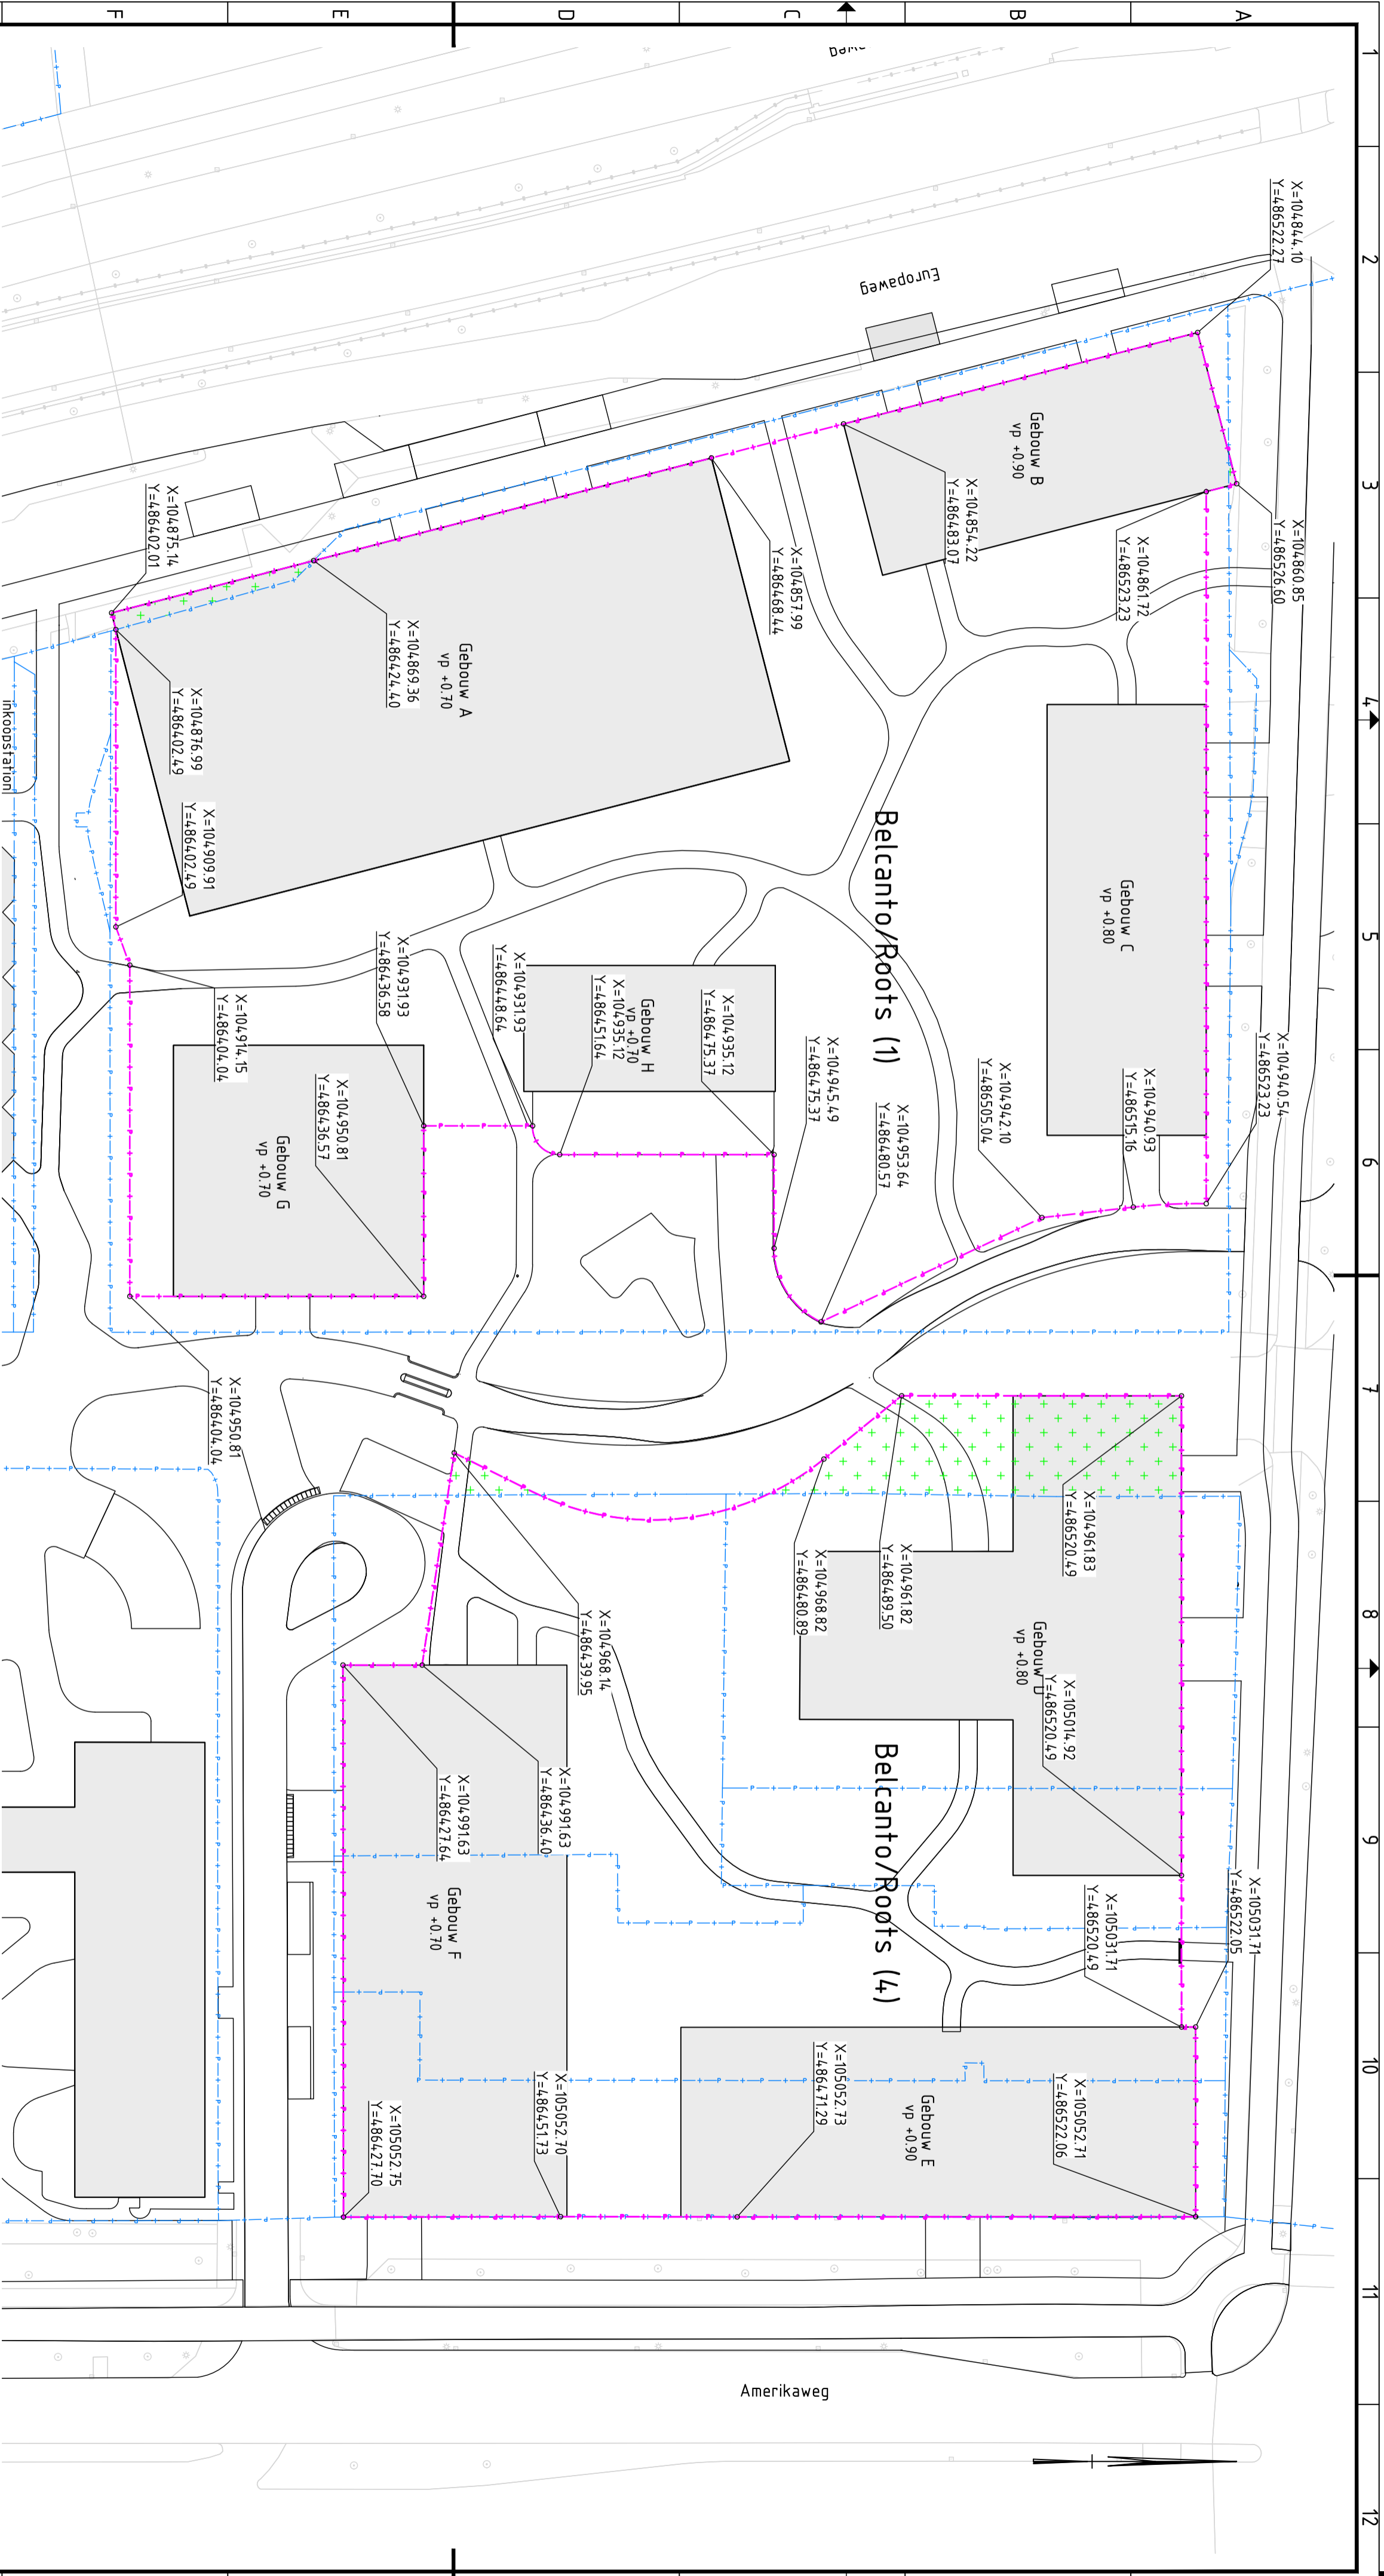 F
E
D
C
B
A
1
2
3
4
5
6
7
8
9
10
11
12
Europaweg
X=104844.10
Y=486522.27
X=104860.85
Y=486526.60
X=104854.22
Y=486483.07
X=104861.72
Y=486523.23
X=104857.99
Y=486468.44
X=104875.14
Y=486402.01
X=104869.36
Y=486424.40
X=104876.99
Y=486402.49
X=104909.91
Y=486402.49
Gebouw B
vp +0.90
Gebouw A
vp +0.70
inkoopstation
Belcanto/Roots (1)
Gebouw C
vp +0.80
X=104931.93
Y=486436.58
X=104931.93
Y=486448.64
Gebouw H
vp +0.70
X=104935.12
Y=486451.64
X=104935.12
Y=486475.37
X=104914.15
Y=486404.04
X=104945.49
Y=486475.37
X=104953.64
Y=486480.57
X=104942.10
Y=486505.04
X=104940.93
Y=486515.16
X=104940.54
Y=486523.23
X=104950.81
Y=486436.57
Gebouw G
vp +0.70
X=104950.81
Y=486404.04
X=104961.83
Y=486520.49
X=104961.82
Y=486489.50
X=104968.82
Y=486480.89
X=104968.14
Y=486439.95
Gebouw D
vp +0.80
X=105014.92
Y=486520.49
Belcanto/Roots (4)
X=104991.63
Y=486436.40
X=104991.63
Y=486427.64
Gebouw F
vp +0.70
X=105031.71
Y=486522.05
X=105031.71
Y=486520.49
X=105052.73
Y=486471.29
X=105052.71
Y=486522.06
Gebouw E
vp +0.90
X=105052.70
Y=486451.73
X=105052.75
Y=486427.70
Amerikaweg